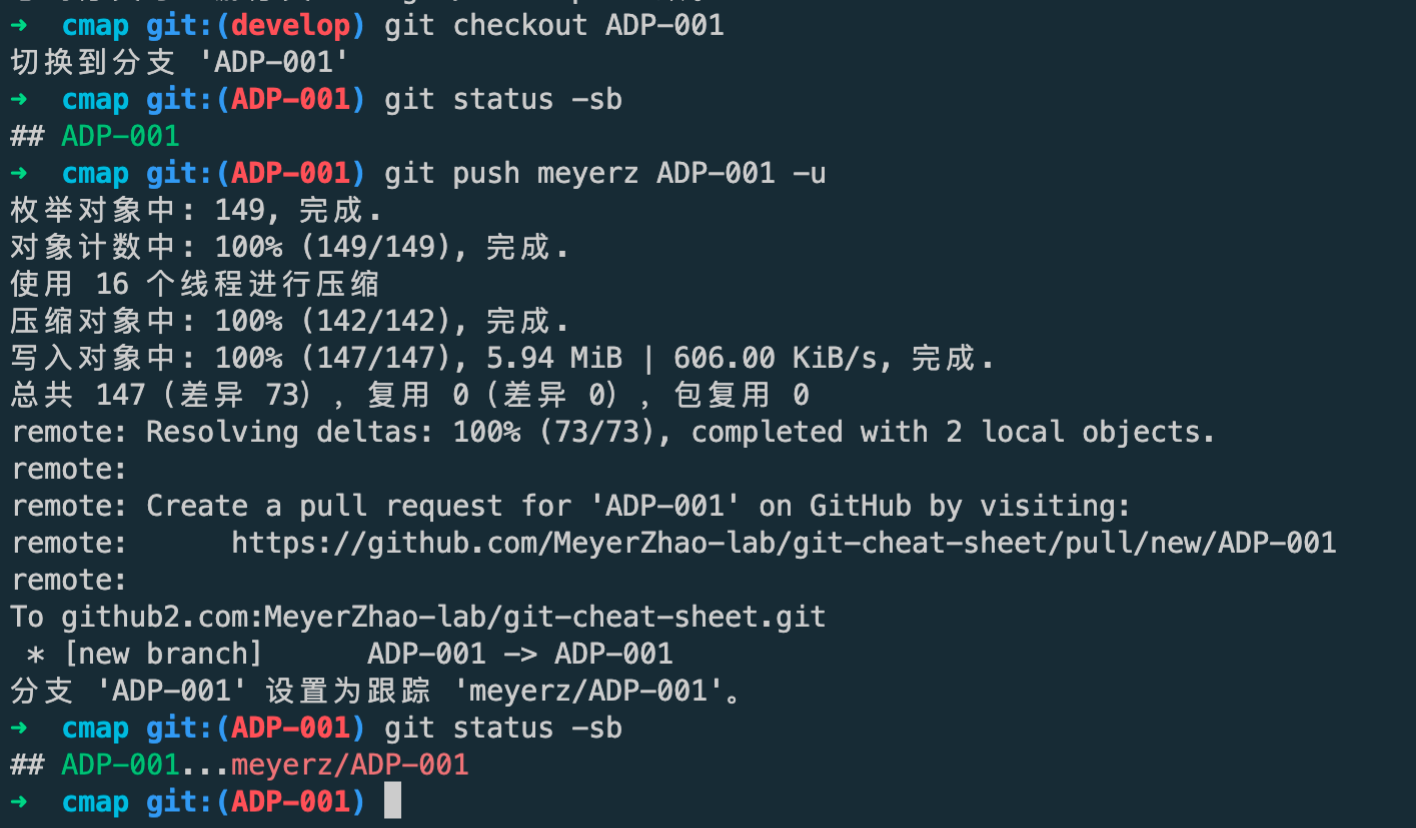 ➜  cmap git:(develop) git checkout ADP-001
切换到分支 'ADP-001'
➜  cmap git:(ADP-001) git status -sb
## ADP-001
➜  cmap git:(ADP-001) git push meyerz ADP-001 -u
枚举对象中: 149, 完成.
对象计数中: 100% (149/149), 完成.
使用 16 个线程进行压缩
压缩对象中: 100% (142/142), 完成.
写入对象中: 100% (147/147), 5.94 MiB | 606.00 KiB/s, 完成.
总共 147（差异 73），复用 0（差异 0），包复用 0
remote: Resolving deltas: 100% (73/73), completed with 2 local objects.
remote:
remote: Create a pull request for 'ADP-001' on GitHub by visiting:
remote:      https://github.com/MeyerZhao-lab/git-cheat-sheet/pull/new/ADP-001
remote:
To github2.com:MeyerZhao-lab/git-cheat-sheet.git
 * [new branch]      ADP-001 -> ADP-001
分支 'ADP-001' 设置为跟踪 'meyerz/ADP-001'。
➜  cmap git:(ADP-001) git status -sb
## ADP-001...meyerz/ADP-001
➜  cmap git:(ADP-001)